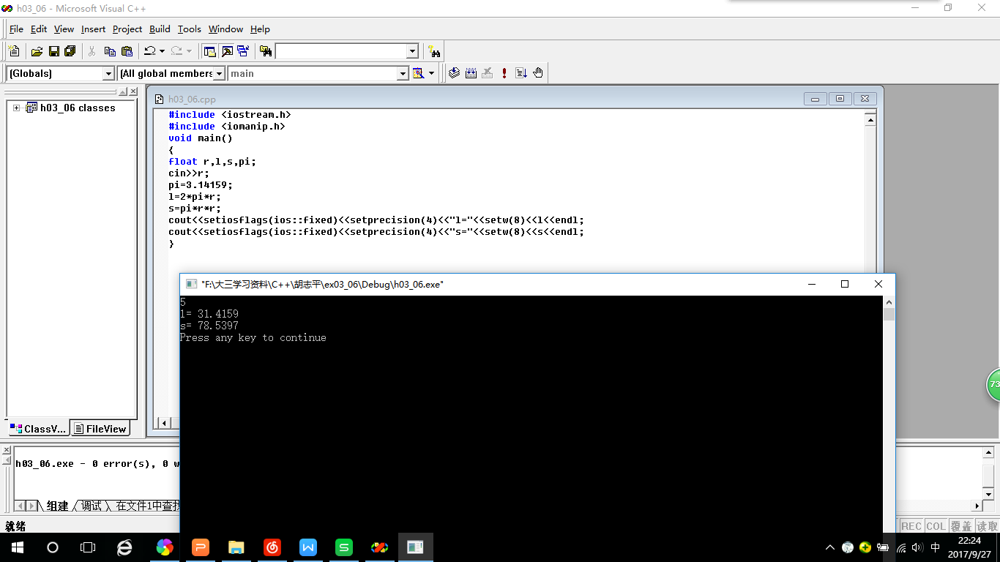 h03_06 - Microsoft Visual C++
File Edit View Insert Project Build Tools Window Help
(Globals) (All global members main
h03_06 classes
h03_06.cpp
#include <iostream.h>
#include <iomanip.h>
void main()
{
float r,l,s,pi;
cin>>r;
pi=3.14159;
l=2*pi*r;
s=pi*r*r;
cout<<setiosflags(ios::fixed)<<setprecision(4)<<"l="<<setw(8)<<l<<endl;
cout<<setiosflags(ios::fixed)<<setprecision(4)<<"s="<<setw(8)<<s<<endl;
}
"F:\大三学习资料\C++\胡志平\ex03_06\Debug\h03_06.exe"
5
l= 31.4159
s= 78.5397
Press any key to continue
ClassV... FileView
h03_06.exe - 0 error(s), 0 w
组建 调试 在文件1中查找
就绪
REC COL 覆盖 读取
73
中
22:24
2017/9/27